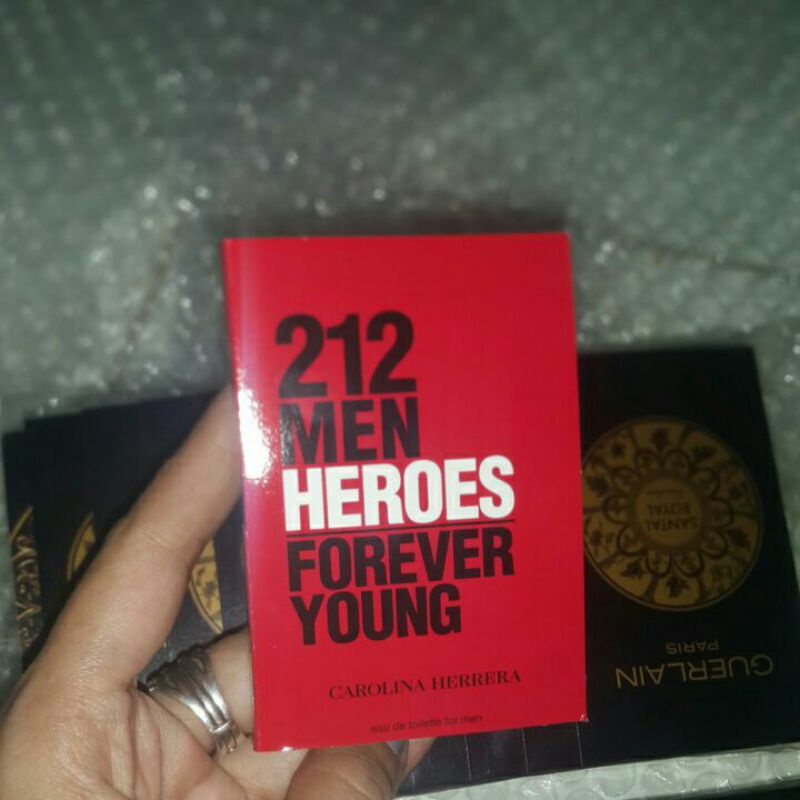 212
MEN
HEROES
FOREVER
YOUNG
CAROLINA HERRERA
eau de toilette for men
SANTAL
ROYAL
GUERLAIN
PARIS